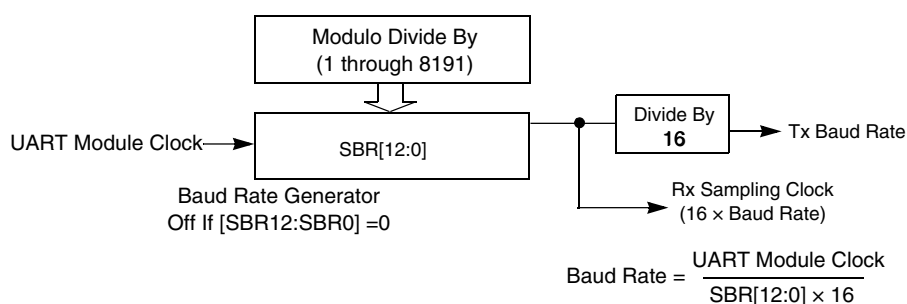 Modulo Divide By
(1 through 8191)
UART Module Clock
SBR[12:0]
Divide By
16
Tx Baud Rate
Baud Rate Generator
Off If [SBR12:SBR0] =0
Rx Sampling Clock
(16 × Baud Rate)
Baud Rate = UART Module Clock
SBR[12:0] × 16